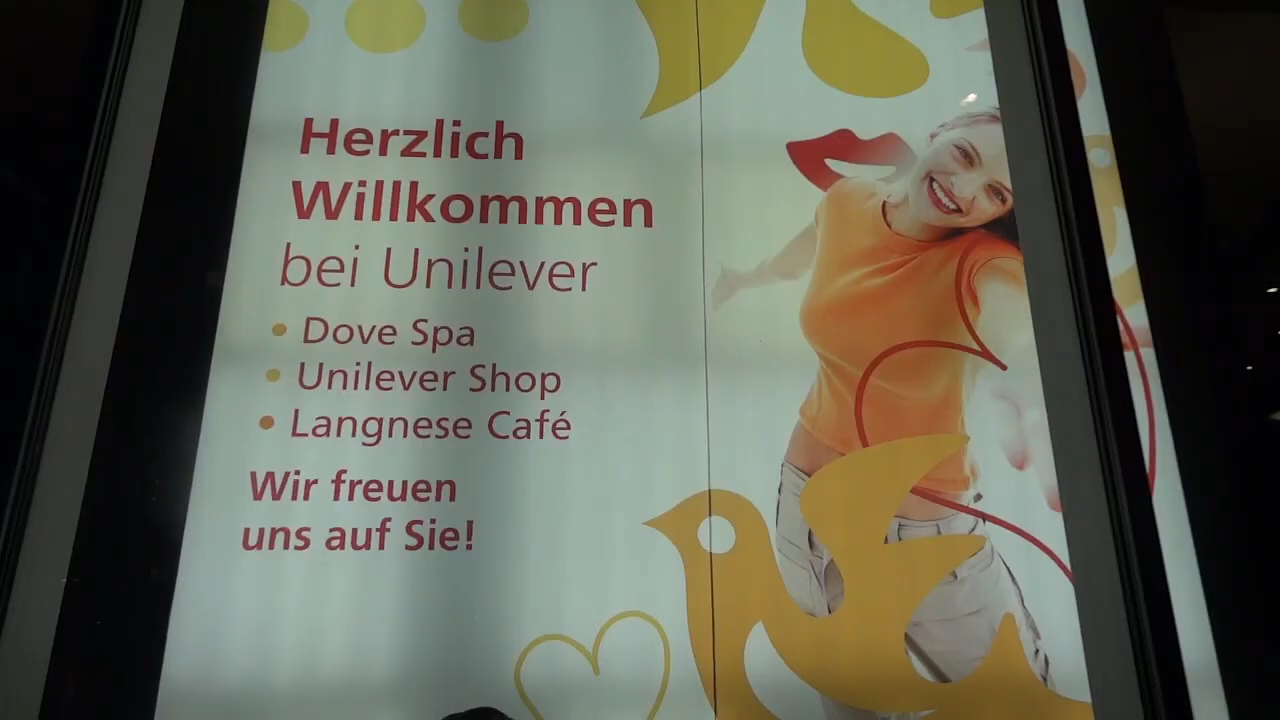 Herzlich
Willkommen
bei Unilever
• Dove Spa
• Unilever Shop
• Langnese Café
Wir freuen
uns auf Sie!